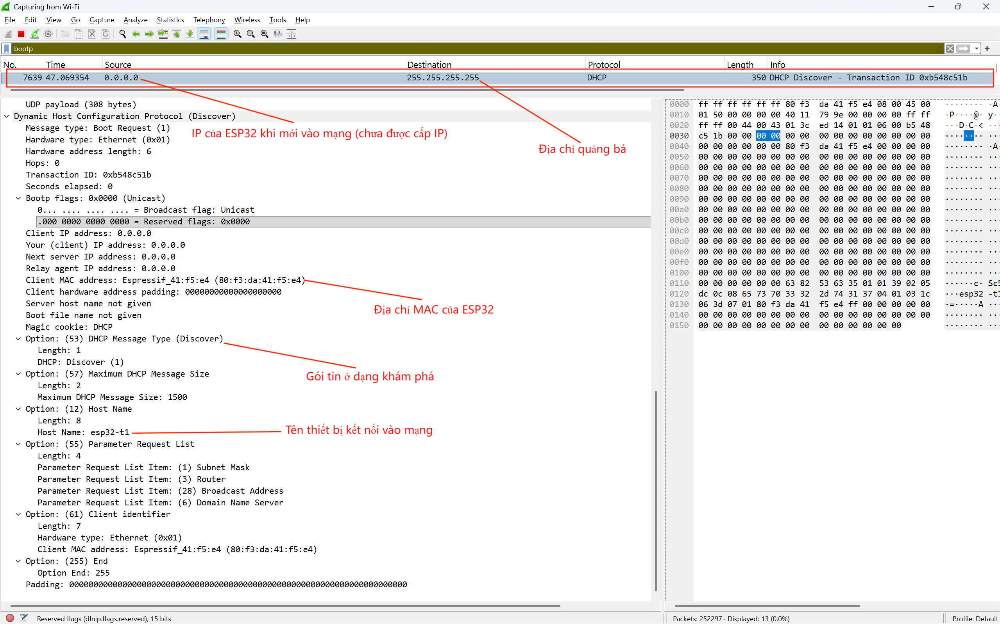 Capturing from Wi-Fi
File Edit View Go Capture Analyze Statistics Telephony Wireless Tools Help
bootp
No. Time Source Destination Protocol Length Info
7639 47.069354 0.0.0.0 255.255.255.255 DHCP 350 DHCP Discover - Transaction ID 0xb548c51b
UDP payload (308 bytes)
Dynamic Host Configuration Protocol (Discover)
Message type: Boot Request (1)
IP của ESP32 khi mới vào mạng (chưa được cấp IP)
Hardware type: Ethernet (0x01)
Địa chỉ quảng bá
Hardware address length: 6
Hops: 0
Transaction ID: 0xb548c51b
Seconds elapsed: 0
Bootp flags: 0x0000 (Unicast)
0... .... .... .... = Broadcast flag: Unicast
.000 0000 0000 0000 = Reserved flags: 0x0000
Client IP address: 0.0.0.0
Your (client) IP address: 0.0.0.0
Next server IP address: 0.0.0.0
Relay agent IP address: 0.0.0.0
Client MAC address: Espressif_41:f5:e4 (80:f3:da:41:f5:e4)
Client hardware address padding: 00000000000000000000
Server host name not given
Địa chỉ MAC của ESP32
Boot file name not given
Magic cookie: DHCP
Option: (53) DHCP Message Type (Discover)
Length: 1
DHCP: Discover (1)
Option: (57) Maximum DHCP Message Size
Gói tin ở dạng khám phá
Length: 2
Maximum DHCP Message Size: 1500
Option: (12) Host Name
Length: 8
Host Name: esp32-t1
Tên thiết bị kết nối vào mạng
Option: (55) Parameter Request List
Length: 4
Parameter Request List Item: (1) Subnet Mask
Parameter Request List Item: (3) Router
Parameter Request List Item: (28) Broadcast Address
Parameter Request List Item: (6) Domain Name Server
Option: (61) Client identifier
Length: 7
Hardware type: Ethernet (0x01)
Client MAC address: Espressif_41:f5:e4 (80:f3:da:41:f5:e4)
Option: (255) End
Option End: 255
Padding: 0000000000000000000000000000000000000000000000000000000000000000000000
0000 ff ff ff ff ff ff 80 f3 da 41 f5 e4 08 00 45 00 ········ ·A
0010 01 50 00 00 00 00 40 11 79 9e 00 00 00 00 ff ff ·P····@· y·
0020 ff ff 00 44 00 43 01 3c ed 14 01 01 06 00 b5 48 ···D·C·< ··
0030 c5 1b 00 00 00 00 00 00 00 00 00 00 00 00 00 00 ········ ···
0040 00 00 00 00 00 00 80 f3 da 41 f5 e4 00 00 00 00 ········ ·A·
0050 00 00 00 00 00 00 00 00 00 00 00 00 00 00 00 00 ········ ···
0060 00 00 00 00 00 00 00 00 00 00 00 00 00 00 00 00 ········ ···
0070 00 00 00 00 00 00 00 00 00 00 00 00 00 00 00 00 ········ ···
0080 00 00 00 00 00 00 00 00 00 00 00 00 00 00 00 00 ········ ···
0090 00 00 00 00 00 00 00 00 00 00 00 00 00 00 00 00 ········ ···
00a0 00 00 00 00 00 00 00 00 00 00 00 00 00 00 00 00 ········ ···
00b0 00 00 00 00 00 00 00 00 00 00 00 00 00 00 00 00 ········ ···
00c0 00 00 00 00 00 00 00 00 00 00 00 00 00 00 00 00 ········ ···
00d0 00 00 00 00 00 00 00 00 00 00 00 00 00 00 00 00 ········ ···
00e0 00 00 00 00 00 00 00 00 00 00 00 00 00 00 00 00 ········ ···
00f0 00 00 00 00 00 00 00 00 00 00 00 00 00 00 00 00 ········ ···
0100 00 00 00 00 00 00 00 00 00 00 00 00 00 00 00 00 ········ ···
0110 00 00 00 00 00 00 63 82 53 63 35 01 01 39 02 05 ······c· Sc5
0120 dc 0c 08 65 73 70 33 32 2d 74 31 37 04 01 03 1c ···esp32 -t1
0130 06 3d 07 01 80 f3 da 41 f5 e4 ff 00 00 00 00 00 ·=·····A ···
0140 00 00 00 00 00 00 00 00 00 00 00 00 00 00 00 00 ········ ···
0150 00 00 00 00 00 00 00 00 00 00 00 00 00 00 ········ ···
Reserved flags (dhcp.flags.reserved), 15 bits
Packets: 252297 · Displayed: 13 (0.0%)
Profile: Default